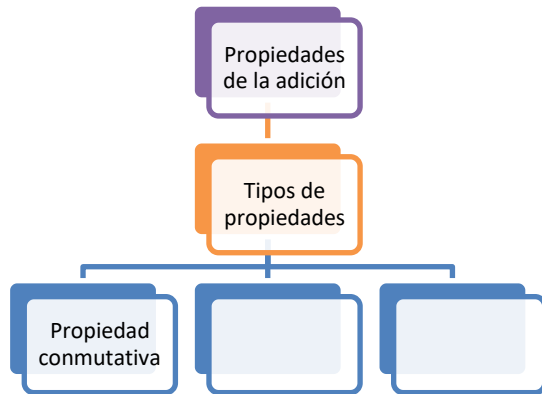 Propiedades
de la adición
Tipos de
propiedades
Propiedad
conmutativa